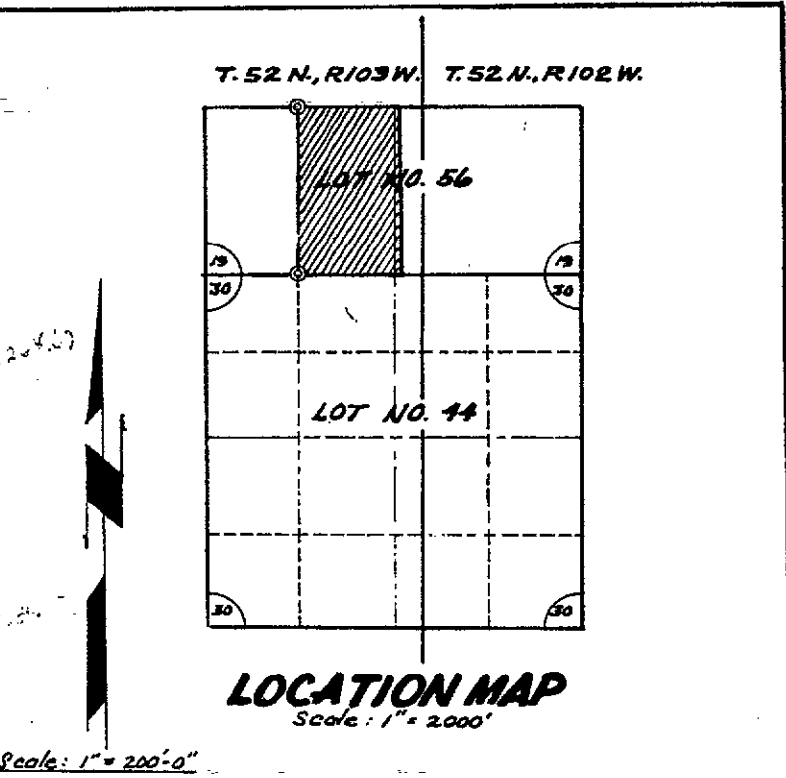 T. 52 N., R103W. T. 52 N., R102 W.
LOT NO. 56
19 19
30 30
LOT NO. 44
30 30
LOCATION MAP
Scale: 1" = 2000'
Scale: 1" = 200'-0"